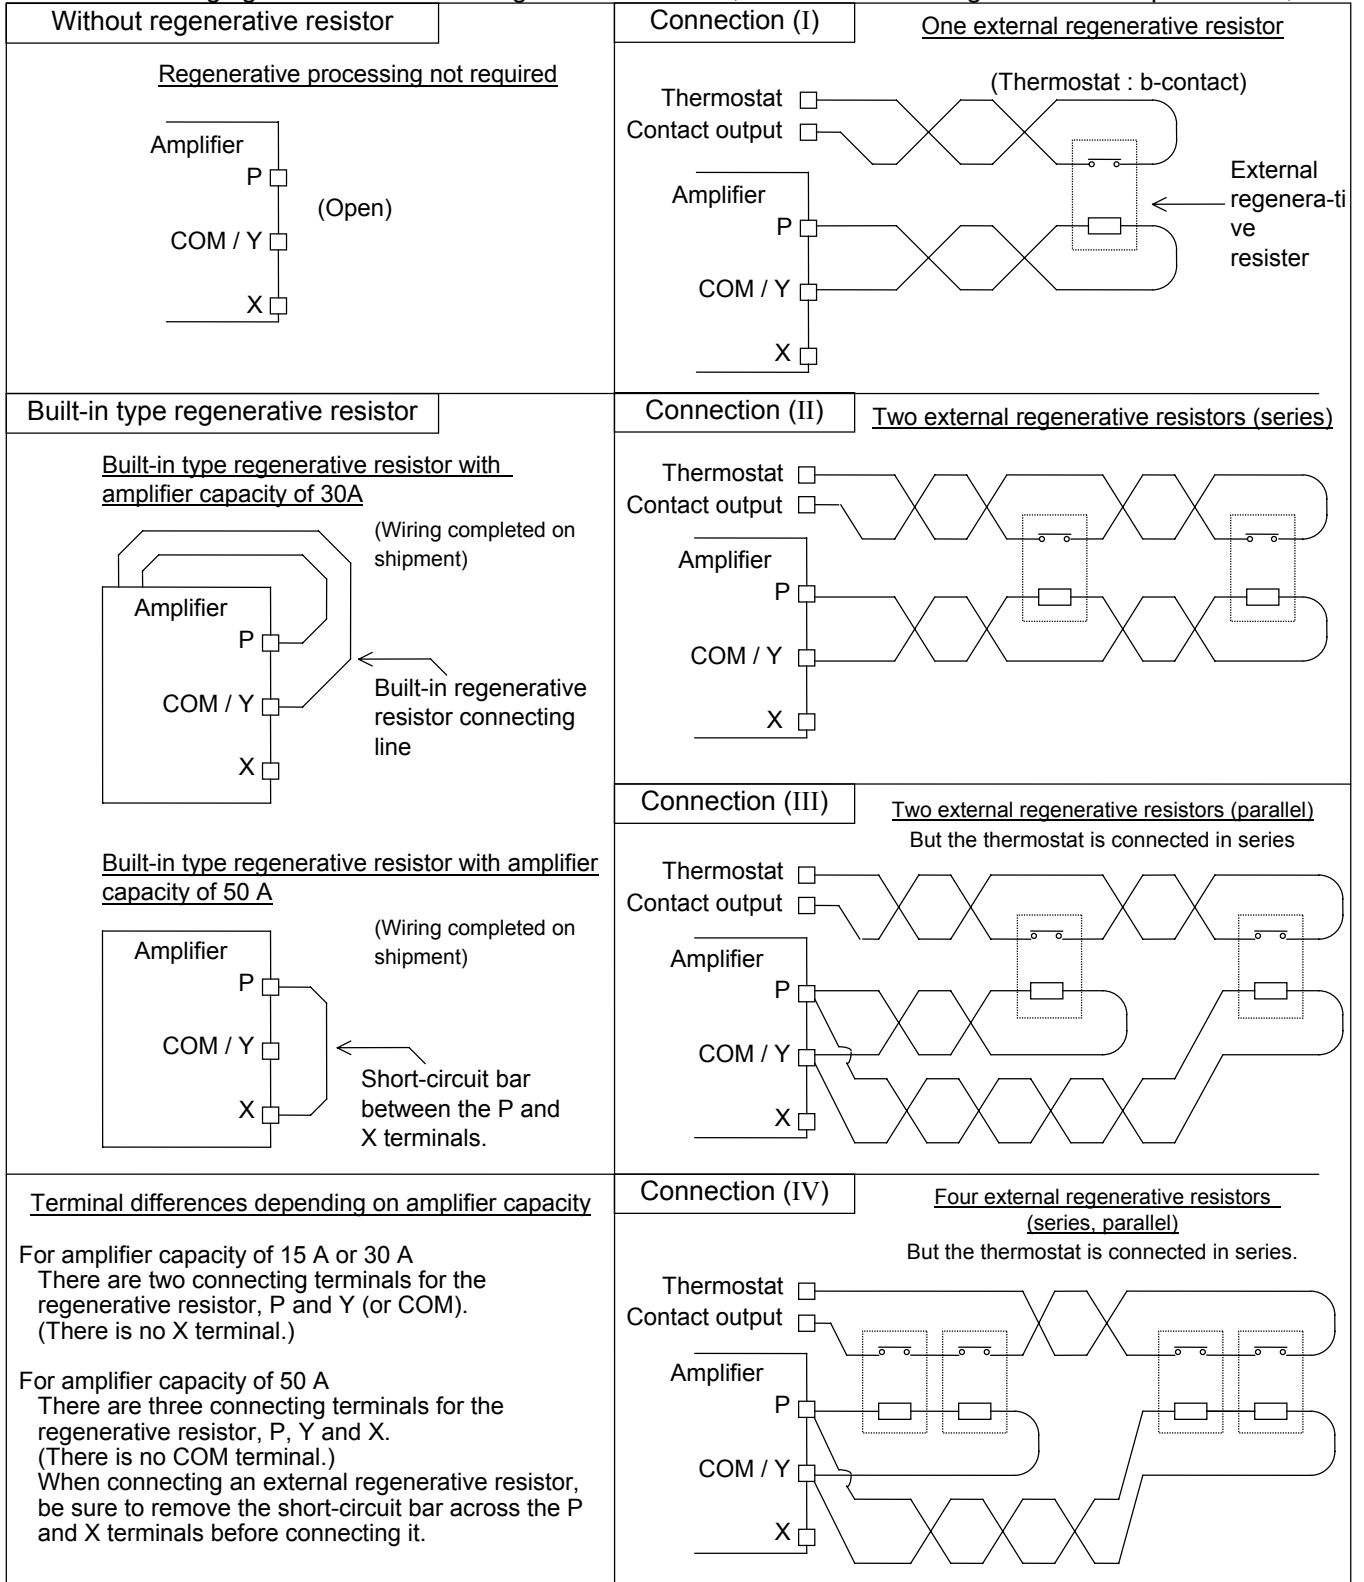 Without regenerative resistor
Regenerative processing not required
Amplifier
P
(Open)
COM / Y
X
Connection (I)
One external regenerative resistor
(Thermostat : b-contact)
Thermostat
Contact output
Amplifier
P
COM / Y
X
External
regenera-ti
ve
resister
Built-in type regenerative resistor
Built-in type regenerative resistor with
amplifier capacity of 30A
(Wiring completed on
shipment)
Amplifier
P
COM / Y
X
Built-in regenerative
resistor connecting
line
Built-in type regenerative resistor with amplifier
capacity of 50 A
(Wiring completed on
shipment)
Amplifier
P
COM / Y
X
Short-circuit bar
between the P and
X terminals.
Connection (II)
Two external regenerative resistors (series)
Thermostat
Contact output
Amplifier
P
COM / Y
X
Connection (III)
Two external regenerative resistors (parallel)
But the thermostat is connected in series
Thermostat
Contact output
Amplifier
P
COM / Y
X
Terminal differences depending on amplifier capacity
For amplifier capacity of 15 A or 30 A
There are two connecting terminals for the
regenerative resistor, P and Y (or COM).
(There is no X terminal.)
For amplifier capacity of 50 A
There are three connecting terminals for the
regenerative resistor, P, Y and X.
(There is no COM terminal.)
When connecting an external regenerative resistor,
be sure to remove the short-circuit bar across the P
and X terminals before connecting it.
Connection (IV)
Four external regenerative resistors
(series, parallel)
But the thermostat is connected in series.
Thermostat
Contact output
Amplifier
P
COM / Y
X